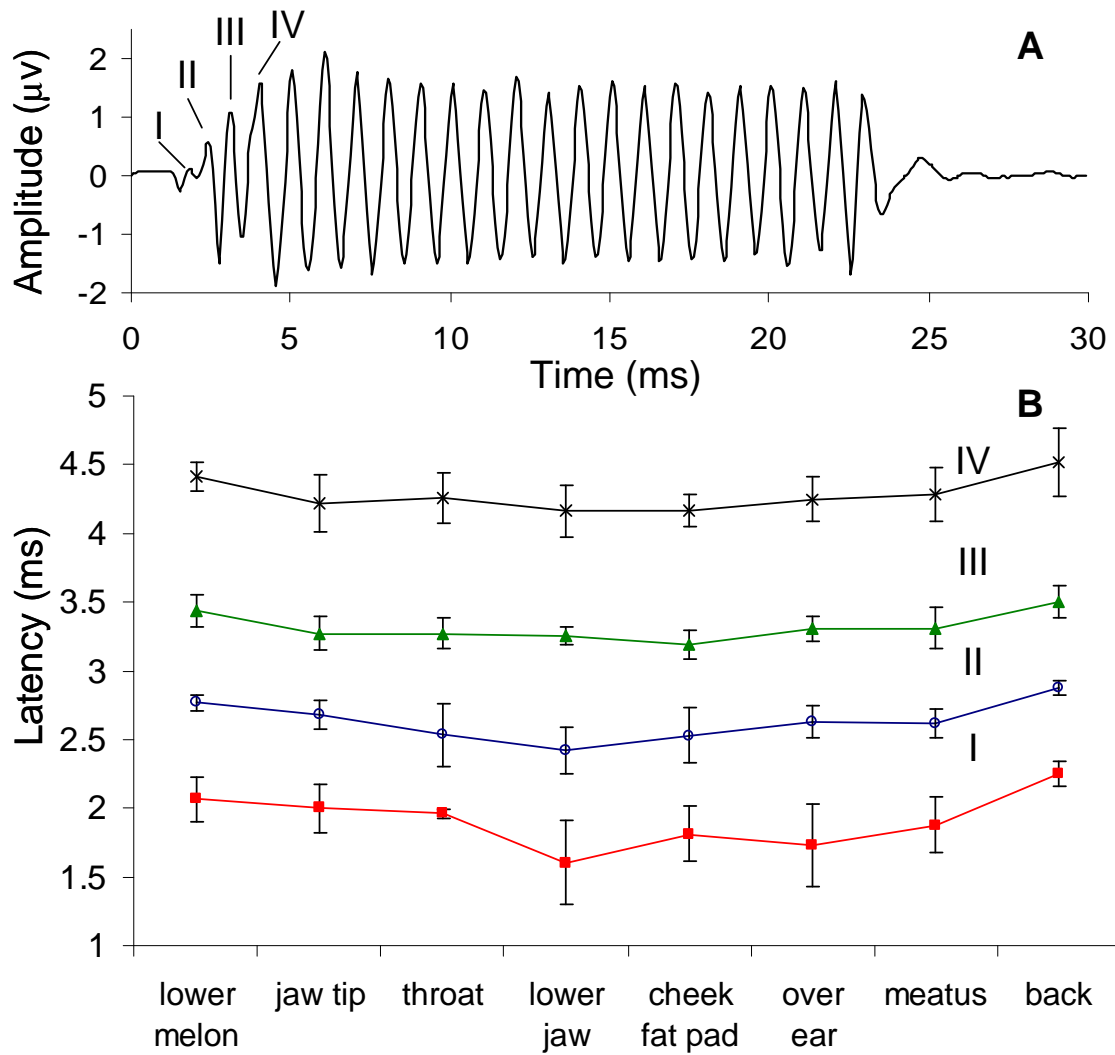 A
I
II
III
IV
Amplitude (μv)
2
1
0
-1
-2
0 5 10 15 20 25 30
Time (ms)
B
Latency (ms)
5
4.5
4
3.5
3
2.5
2
1.5
1
IV
III
II
I
lower melon
jaw tip
throat
lower jaw
cheek fat pad
over ear
meatus
back